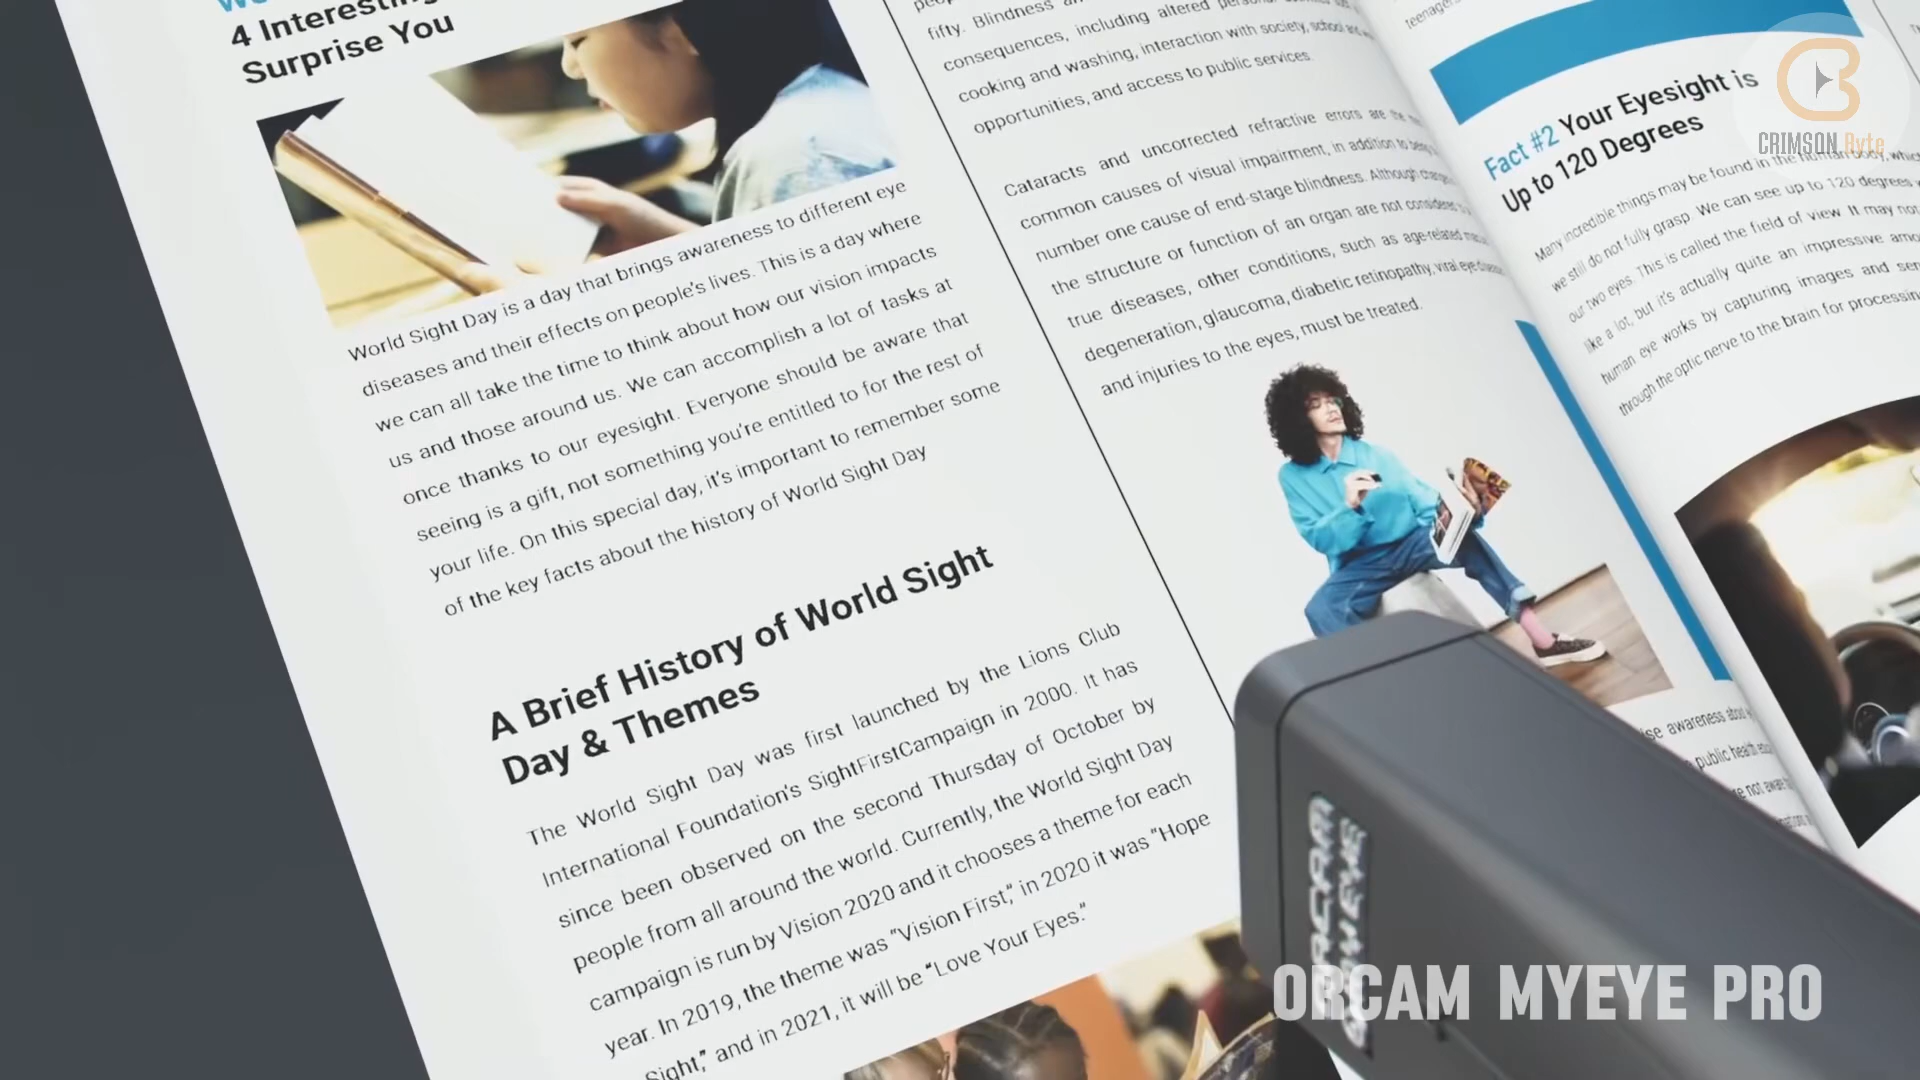 4 Interesting
Surprise You
World Sight Day is a day that brings awareness to different eye
diseases and their effects on people's lives. This is a day where
we can all take the time to think about how our vision impacts
us and those around us. We can accomplish a lot of tasks at
once thanks to our eyesight. Everyone should be aware that
seeing is a gift, not something you're entitled to for the rest of
your life. On this special day, it's important to remember some
of the key facts about the history of World Sight Day
A Brief History of World Sight
Day & Themes
The World Sight Day was first launched by the Lions Club
International Foundation's SightFirstCampaign in 2000. It has
since been observed on the second Thursday of October by
people from all around the world. Currently, the World Sight Day
campaign is run by Vision 2020 and it chooses a theme for each
year. In 2019, the theme was “Vision First,” in 2020 it was “Hope
Sight,” and in 2021, it will be “Love Your Eyes.”
fifty. Blindness
consequences, including altered
cooking and washing, interaction with society, school
opportunities, and access to public services.
Cataracts and uncorrected refractive errors are the
common causes of visual impairment, in addition to being
number one cause of end-stage blindness. Although
the structure or function of an organ are not considered
true diseases, other conditions, such as age-related
degeneration, glaucoma, diabetic retinopathy, viral eye
and injuries to the eyes, must be treated.
awareness about
public health
not aware
Fact #2 Your Eyesight is
Up to 120 Degrees
Many incredible things may be found in the human body, which
we still do not fully grasp. We can see up to 120 degrees
our two eyes. This is called the field of view. It may not
like a lot, but it's actually quite an impressive
human eye works by capturing images and
through the optic nerve to the brain for processing
CRIMSON Byte
ORCAM
MYEYE
ORCAM MYEYE PRO